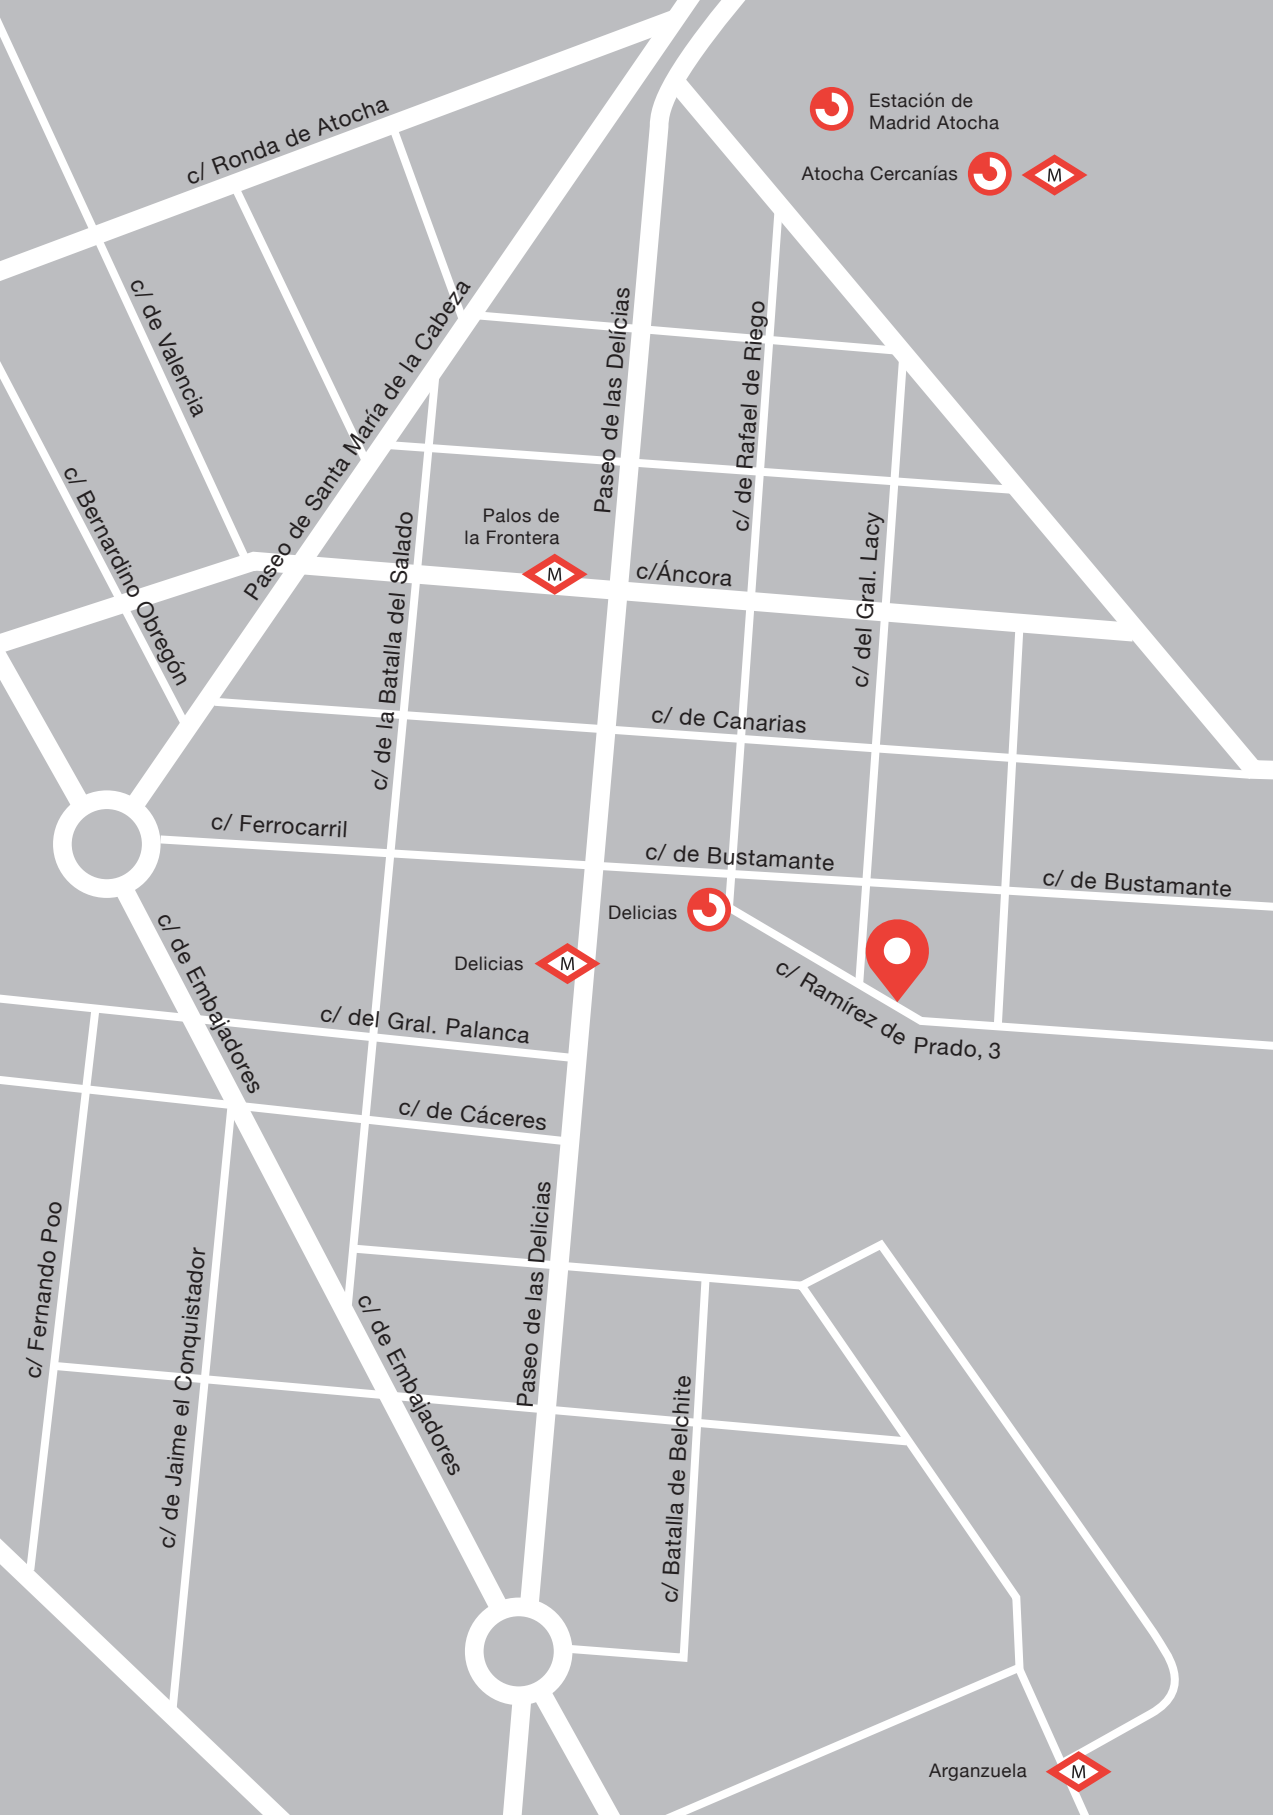 Estación de
Madrid Atocha
c/ Ronda de Atocha
Atocha Cercanías
M
c/ de Valencia
Paseo de Santa María de la Cabeza
Paseo de las Delícias
c/ de Rafael de Riego
c/ Bernardino Obregón
Palos de
la Frontera
M
c/Áncora
c/ de la Batalla del Salado
c/ del Gral. Lacy
c/ de Canarias
c/ Ferrocarril
c/ de Bustamante
c/ de Bustamante
Delicias
Delicias
M
c/ Ramírez de Prado, 3
c/ de Embajadores
c/ del Gral. Palanca
c/ de Cáceres
Paseo de las Delicias
c/ Fernando Poo
c/ de Jaime el Conquistador
c/ de Embajadores
c/ Batalla de Belchite
Arganzuela
M